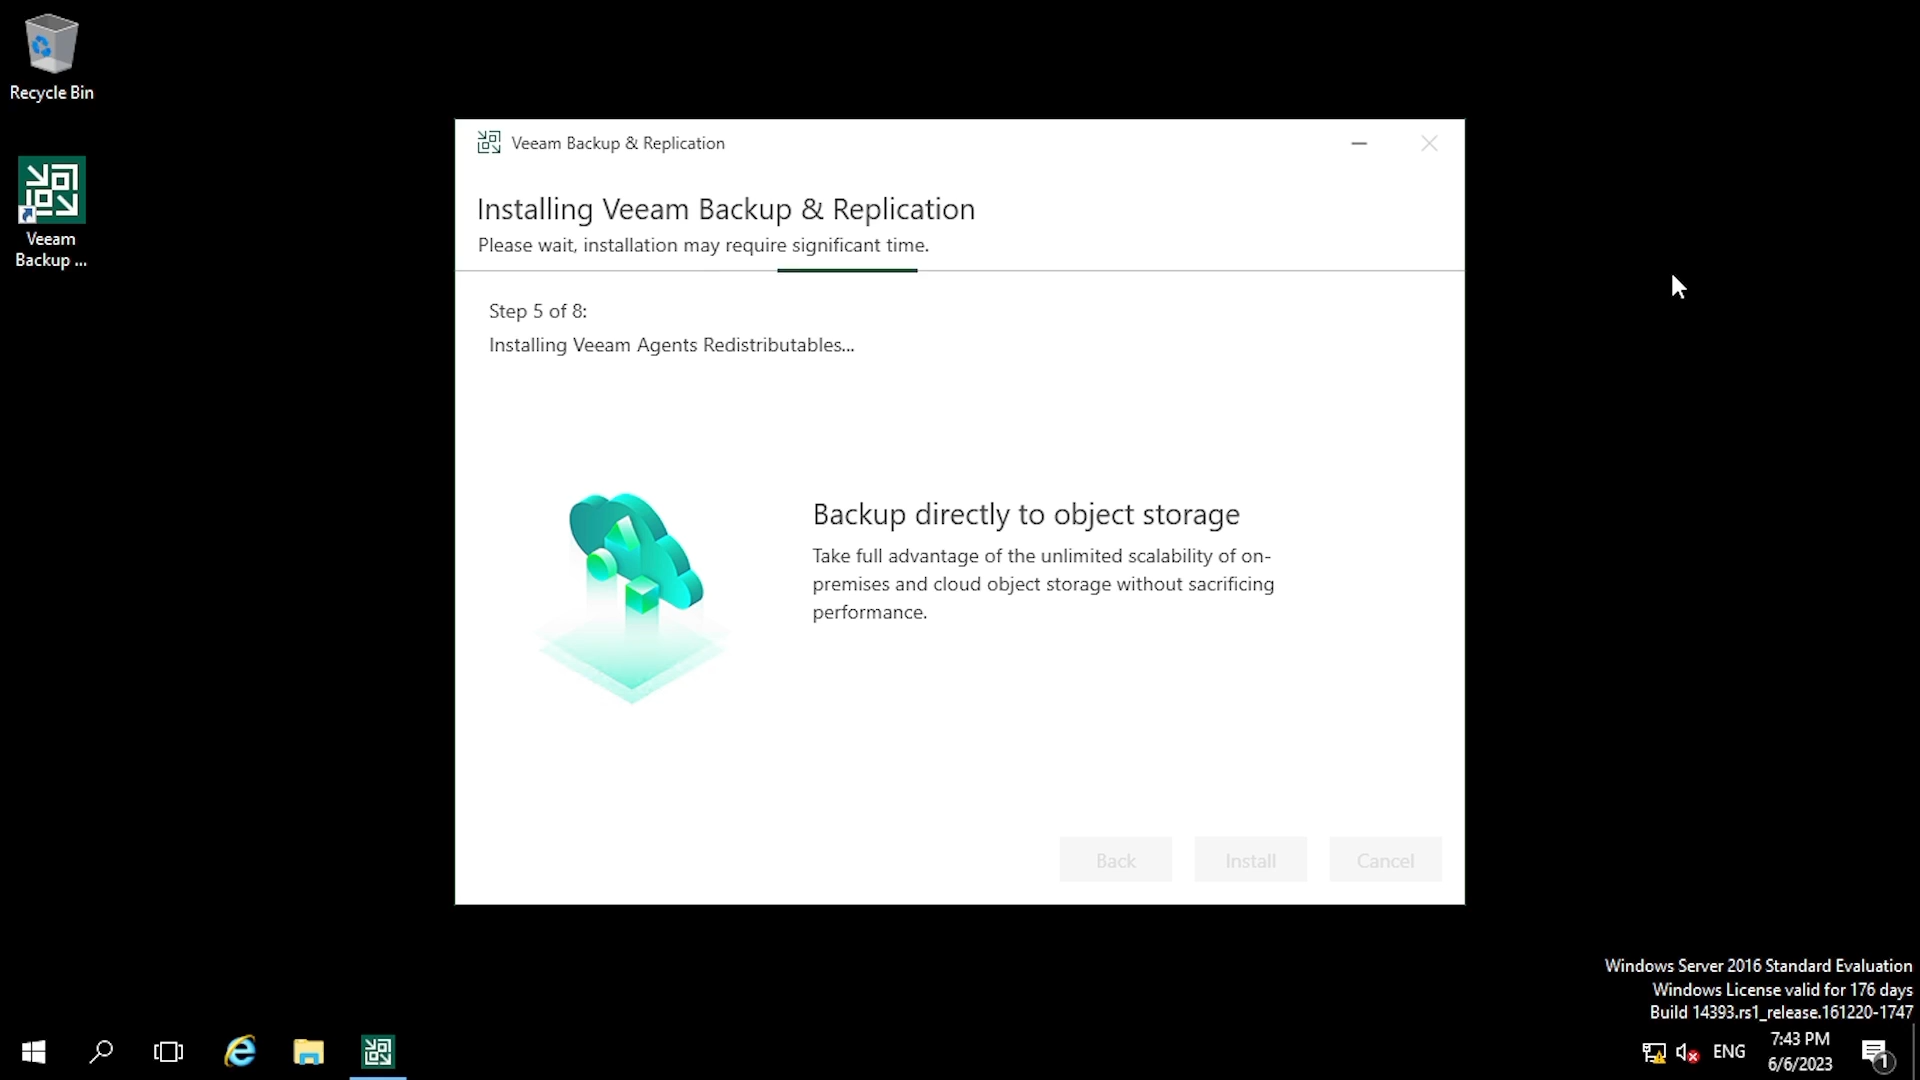 Recycle Bin
Veeam
Backup ...
Veeam Backup & Replication
Installing Veeam Backup & Replication
Please wait, installation may require significant time.
Step 5 of 8:
Installing Veeam Agents Redistributables...
Backup directly to object storage
Take full advantage of the unlimited scalability of on-
premises and cloud object storage without sacrificing
performance.
Back
Install
Cancel
Windows Server 2016 Standard Evaluation
Windows License valid for 176 days
Build 14393.rs1_release.161220-1747
ENG
7:43 PM
6/6/2023
1